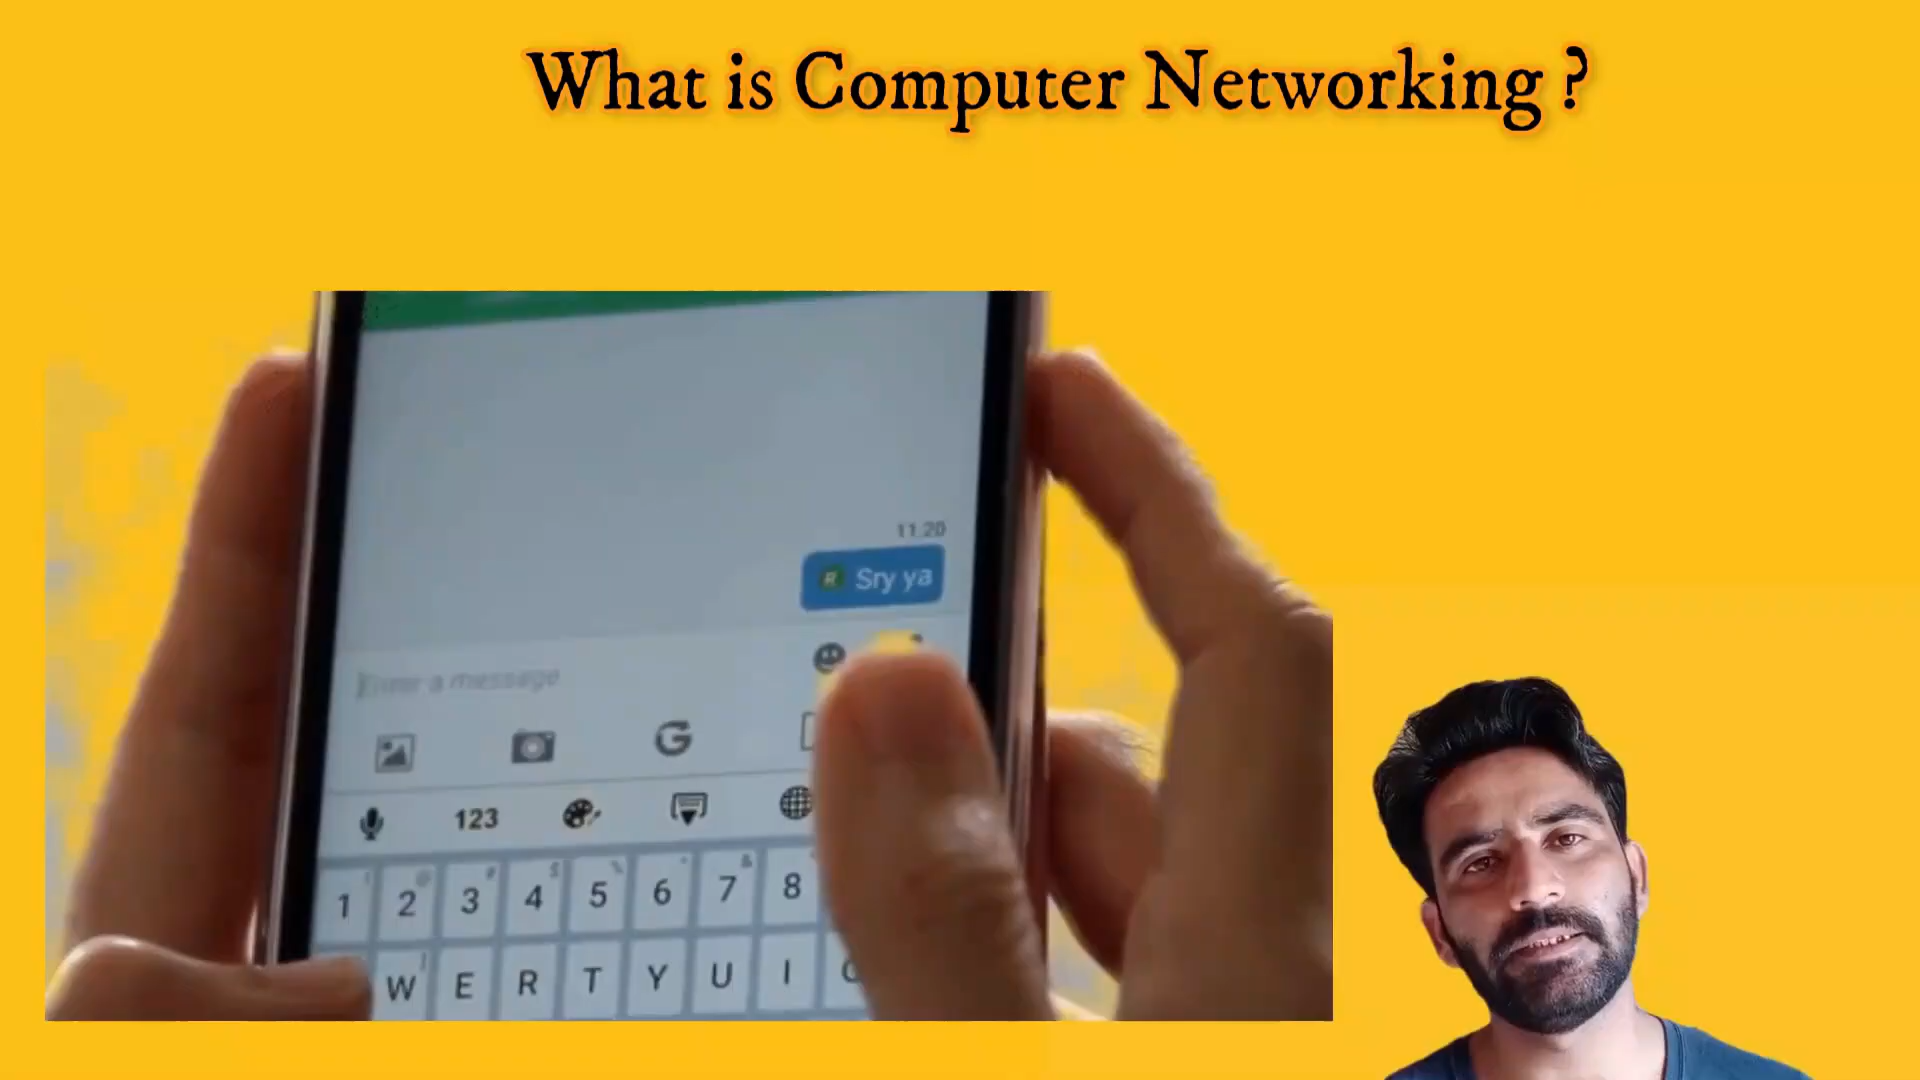 What is Computer Networking ?
11.20
R Sry ya
Enter a message
G
123
1 2 3 4 5 6 7 8
W E R T Y U I